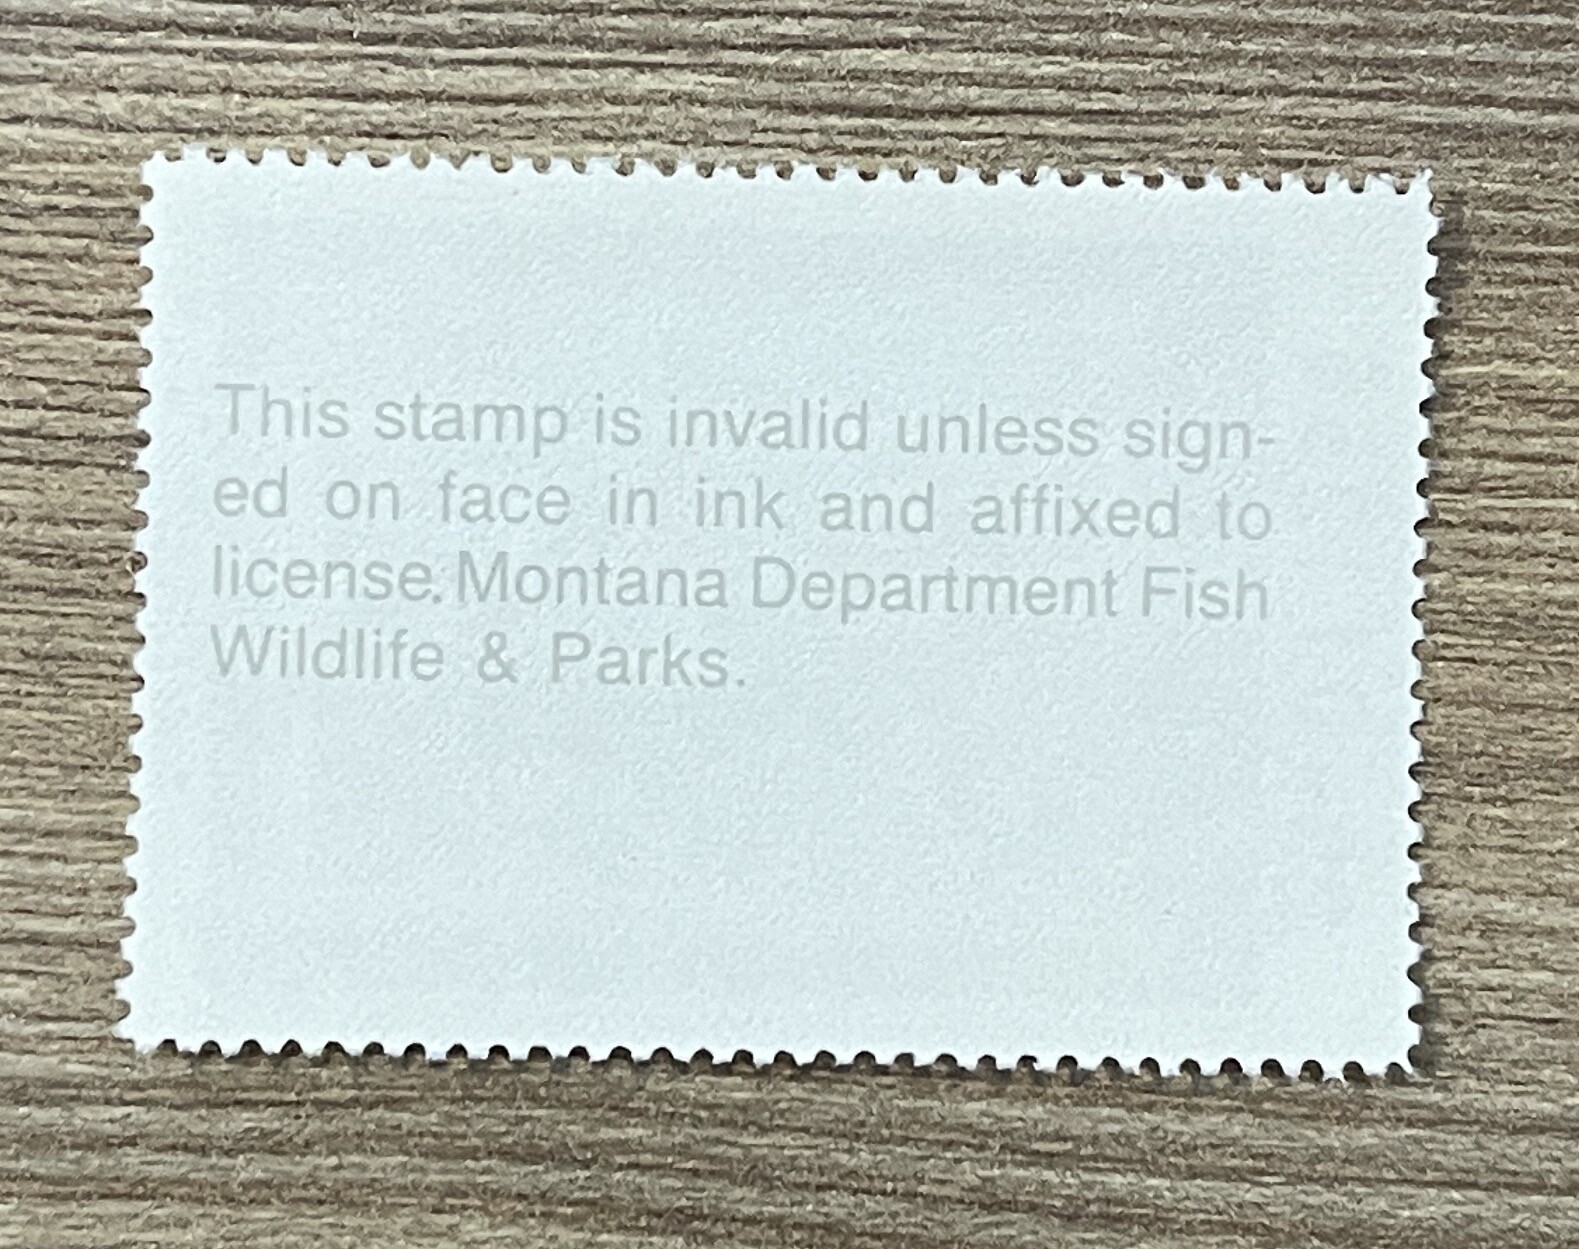 This stamp is invalid unless sign-
ed on face in ink and affixed to
license. Montana Department Fish
Wildlife & Parks.